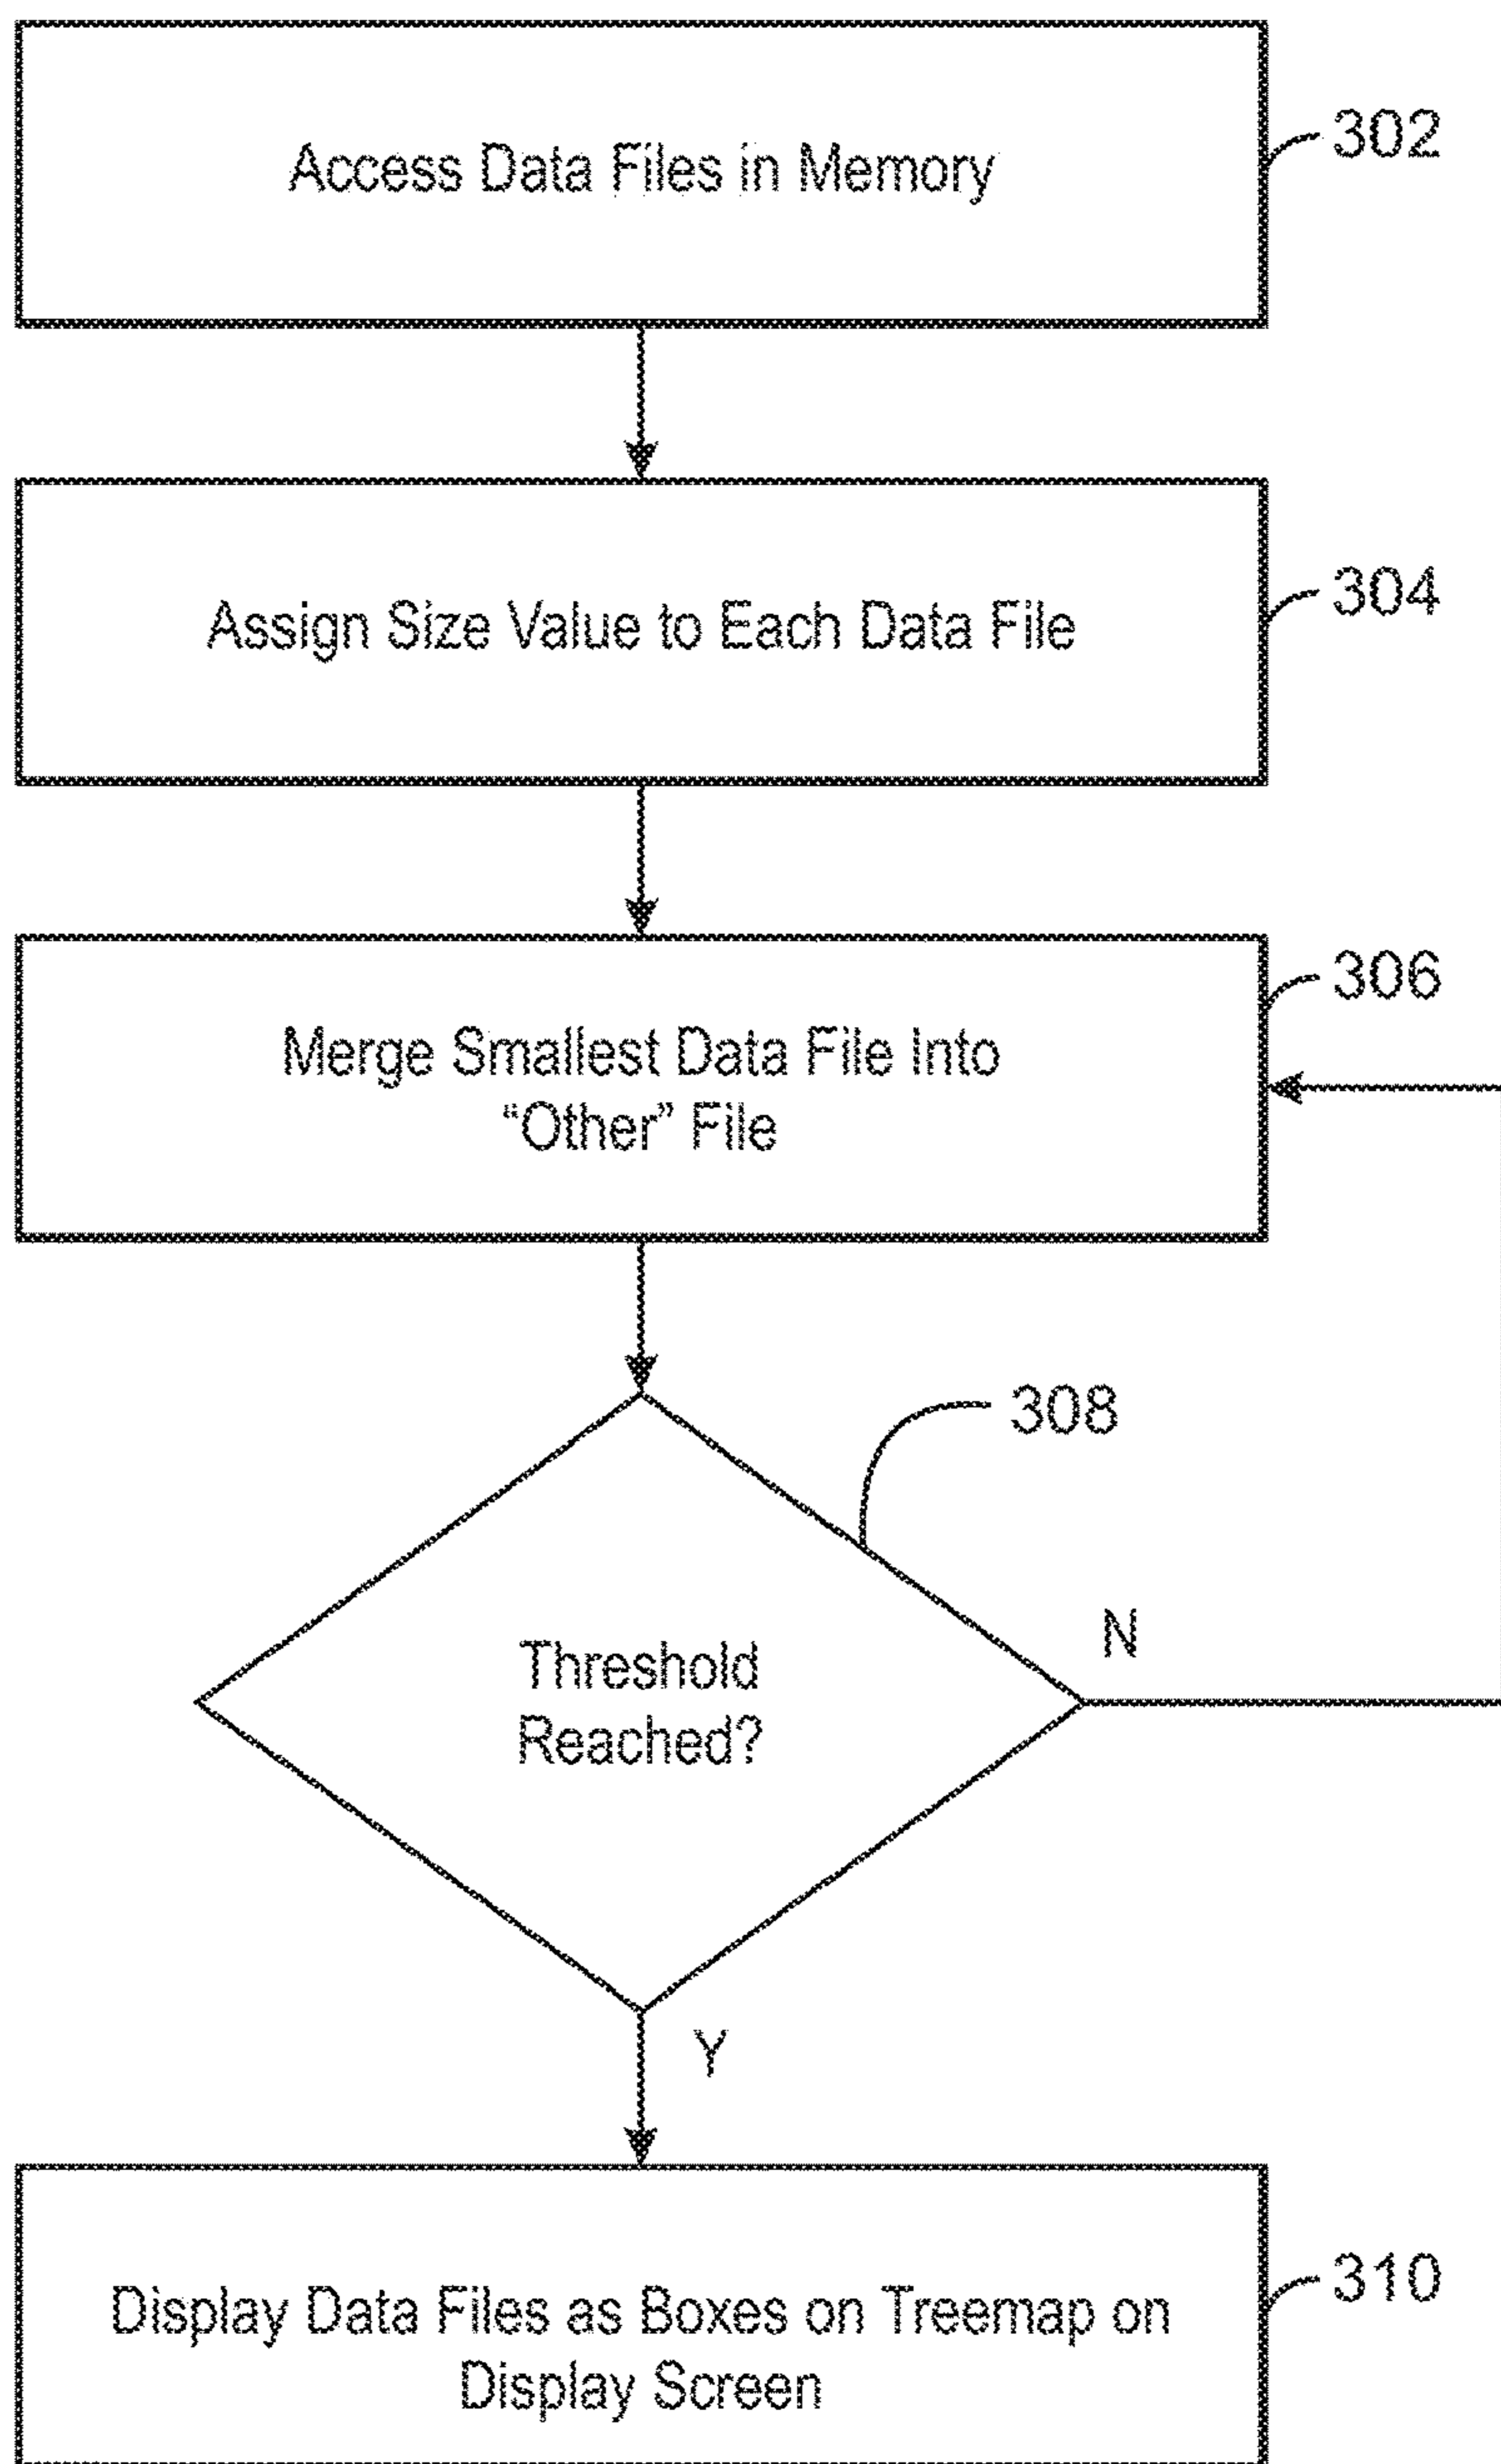 Access Data Files in Memory
302
Assign Size Value to Each Data File
304
306
Merge Smallest Data File Into
“Other” File
308
N
Threshold
Reached?
Y
310
Display Data Files as Boxes on Treemap on
Display Screen